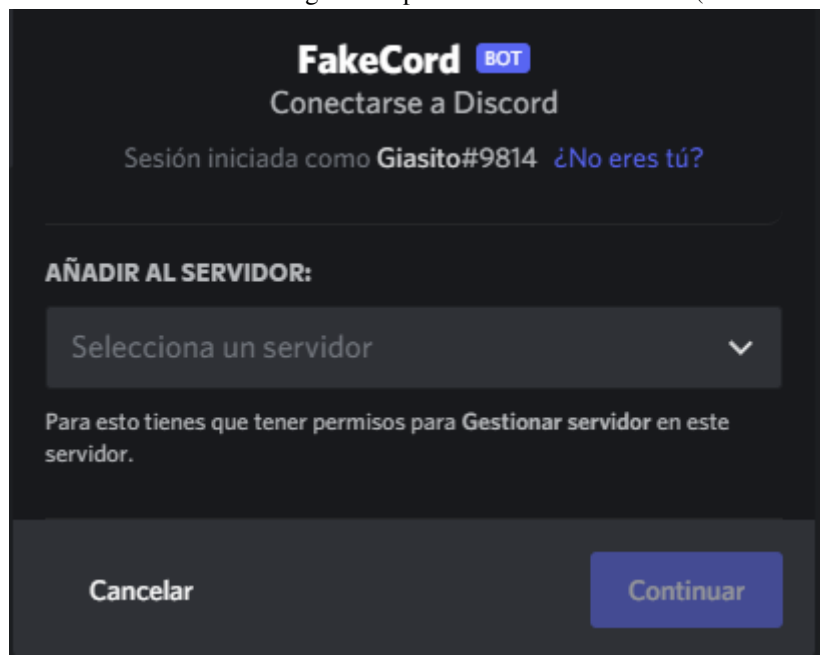 FakeCord BOT
Conectarse a Discord
Sesión iniciada como Giasito#9814 ¿No eres tú?
AÑADIR AL SERVIDOR:
Selecciona un servidor
Para esto tienes que tener permisos para Gestionar servidor en este
servidor.
Cancelar Continuar